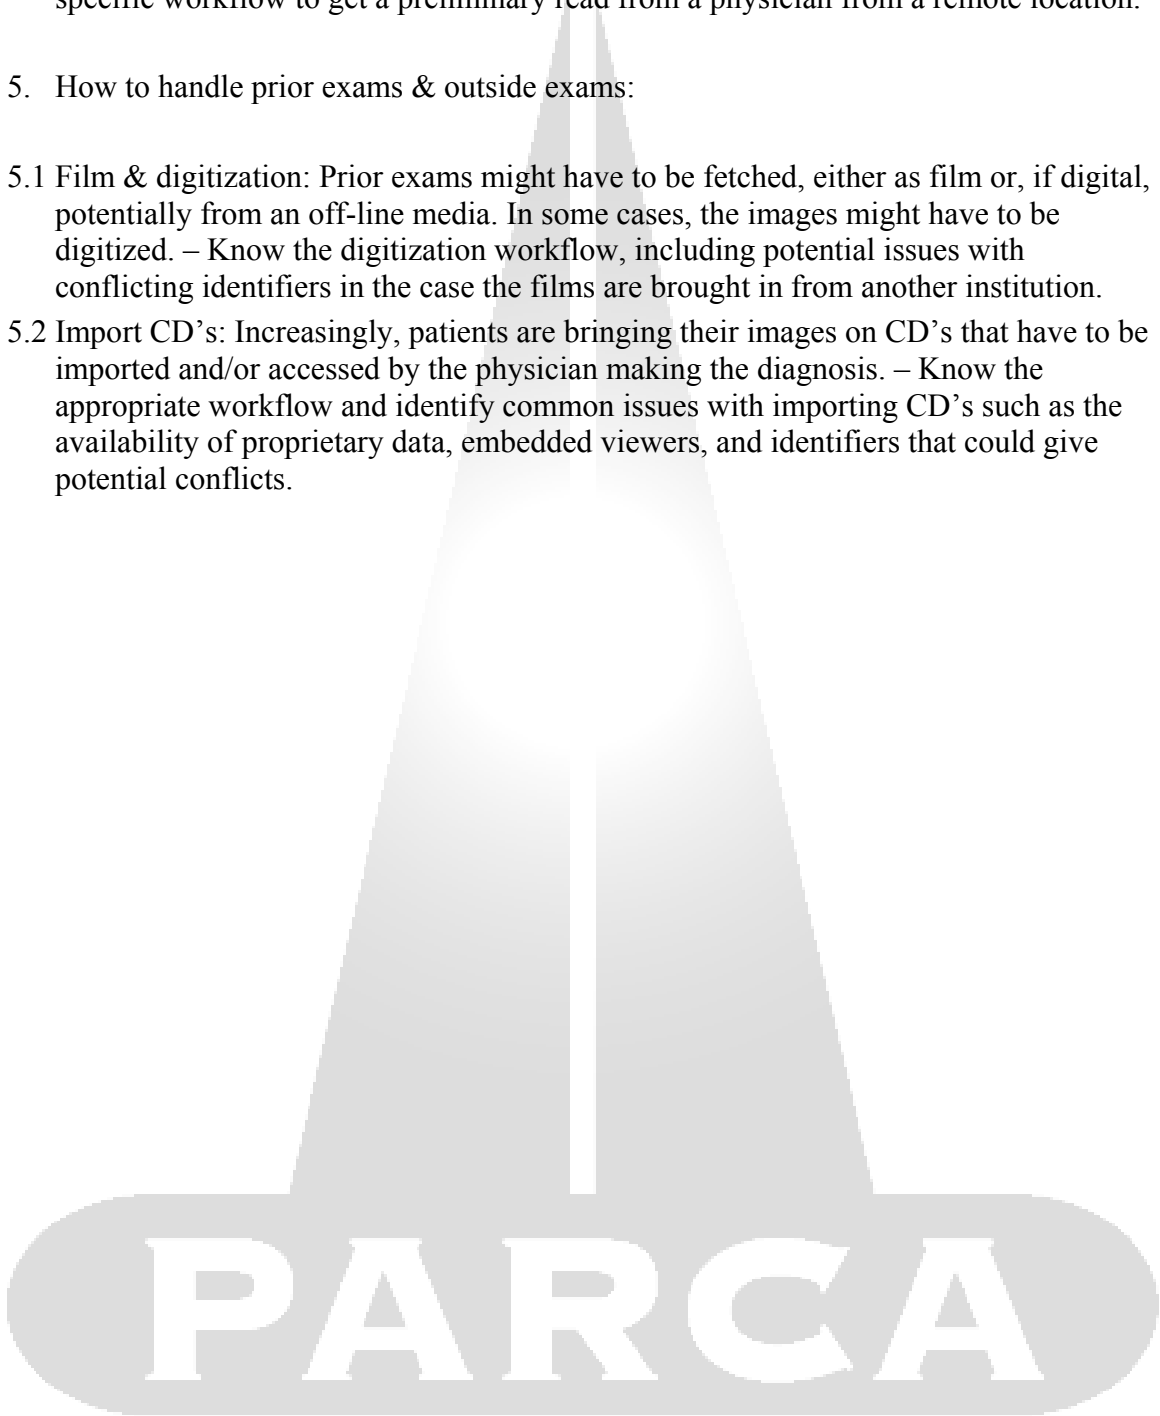 specific workflow to get a preliminary read from a physician from a remote location.
5. How to handle prior exams & outside exams:
5.1 Film & digitization: Prior exams might have to be fetched, either as film or, if digital,
potentially from an off-line media. In some cases, the images might have to be
digitized. – Know the digitization workflow, including potential issues with
conflicting identifiers in the case the films are brought in from another institution.
5.2 Import CD’s: Increasingly, patients are bringing their images on CD’s that have to be
imported and/or accessed by the physician making the diagnosis. – Know the
appropriate workflow and identify common issues with importing CD’s such as the
availability of proprietary data, embedded viewers, and identifiers that could give
potential conflicts.
PARCA